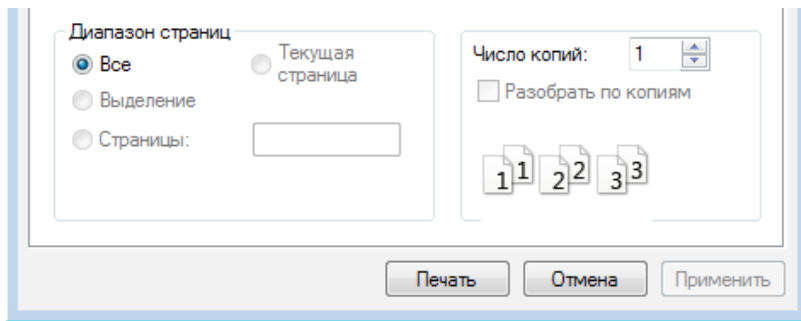 Диапазон страниц
Все
Текущая
страница
Выделение
Страницы:
Число копий:
1
Разобрать по копиям
1 1 2 2 3 3
Печать
Отмена
Применить